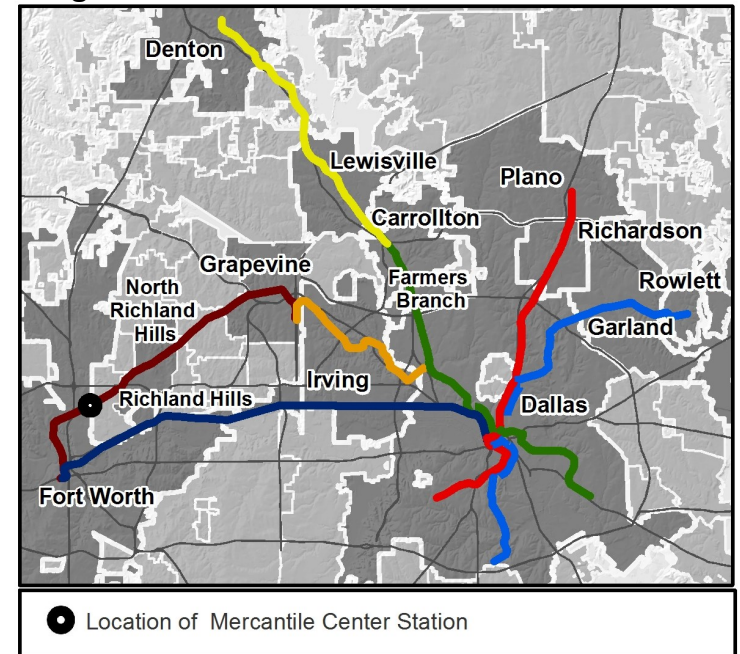 Denton
Lewisville
Plano
Carrollton
Richardson
Grapevine
Farmers
Branch
Rowlett
North
Richland
Hills
Garland
Irving
Richland Hills
Dallas
Fort Worth
Location of Mercantile Center Station